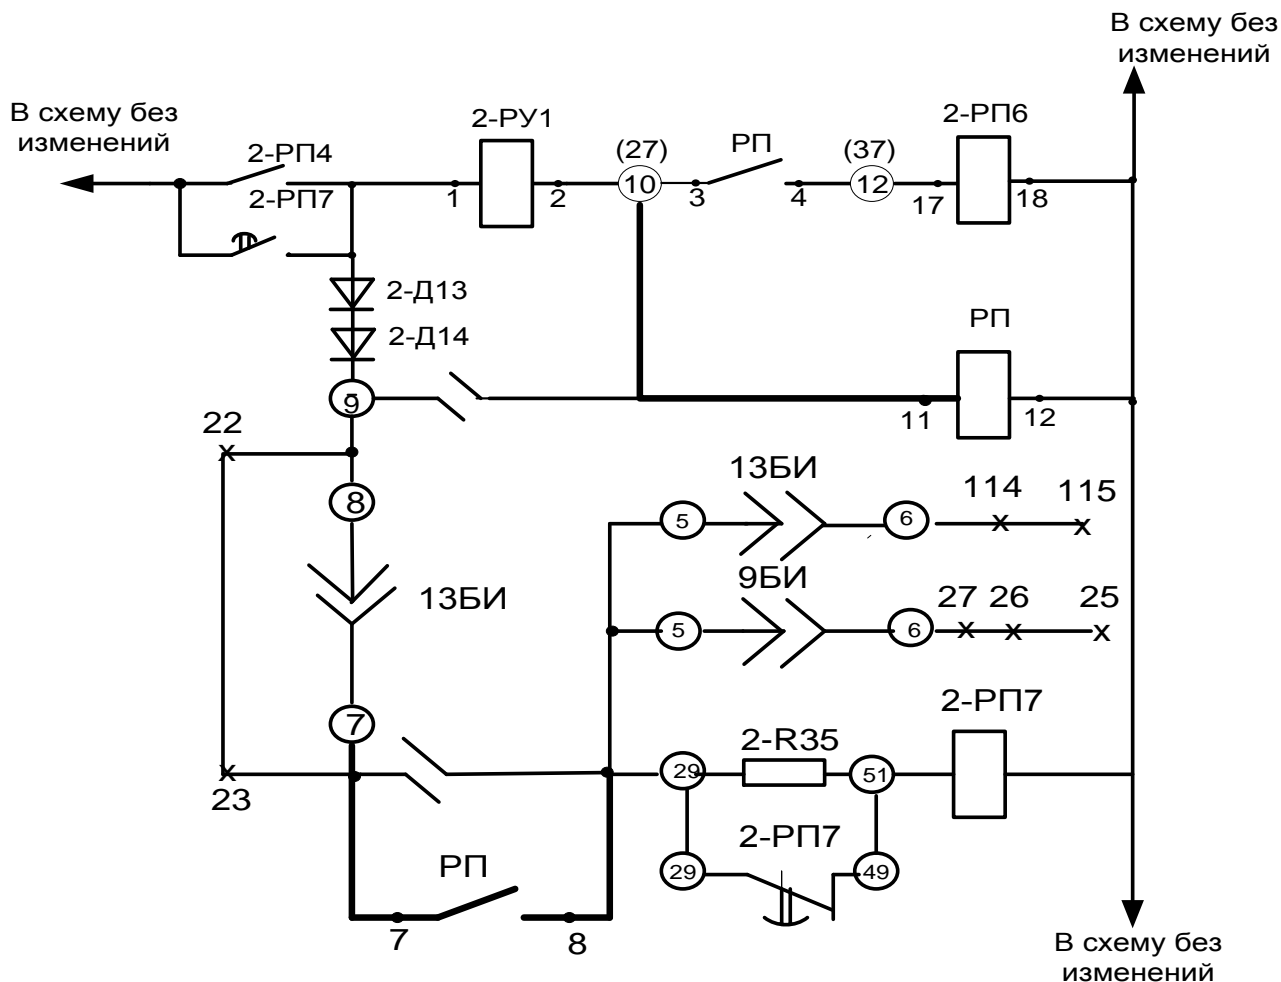 В схему без
изменений
В схему без
изменений
2-РУ1
2-РП6
2-РП4
(27)
РП
(37)
10
12
1
2
3
4
17
18
2-РП7
2-Д13
РП
2-Д14
9
11
12
22
13БИ
114
115
8
5
6
9БИ
13БИ
27
26
25
5
6
7
2-РП7
2-R35
29
51
23
2-РП7
РП
29
49
7
8
В схему без
изменений